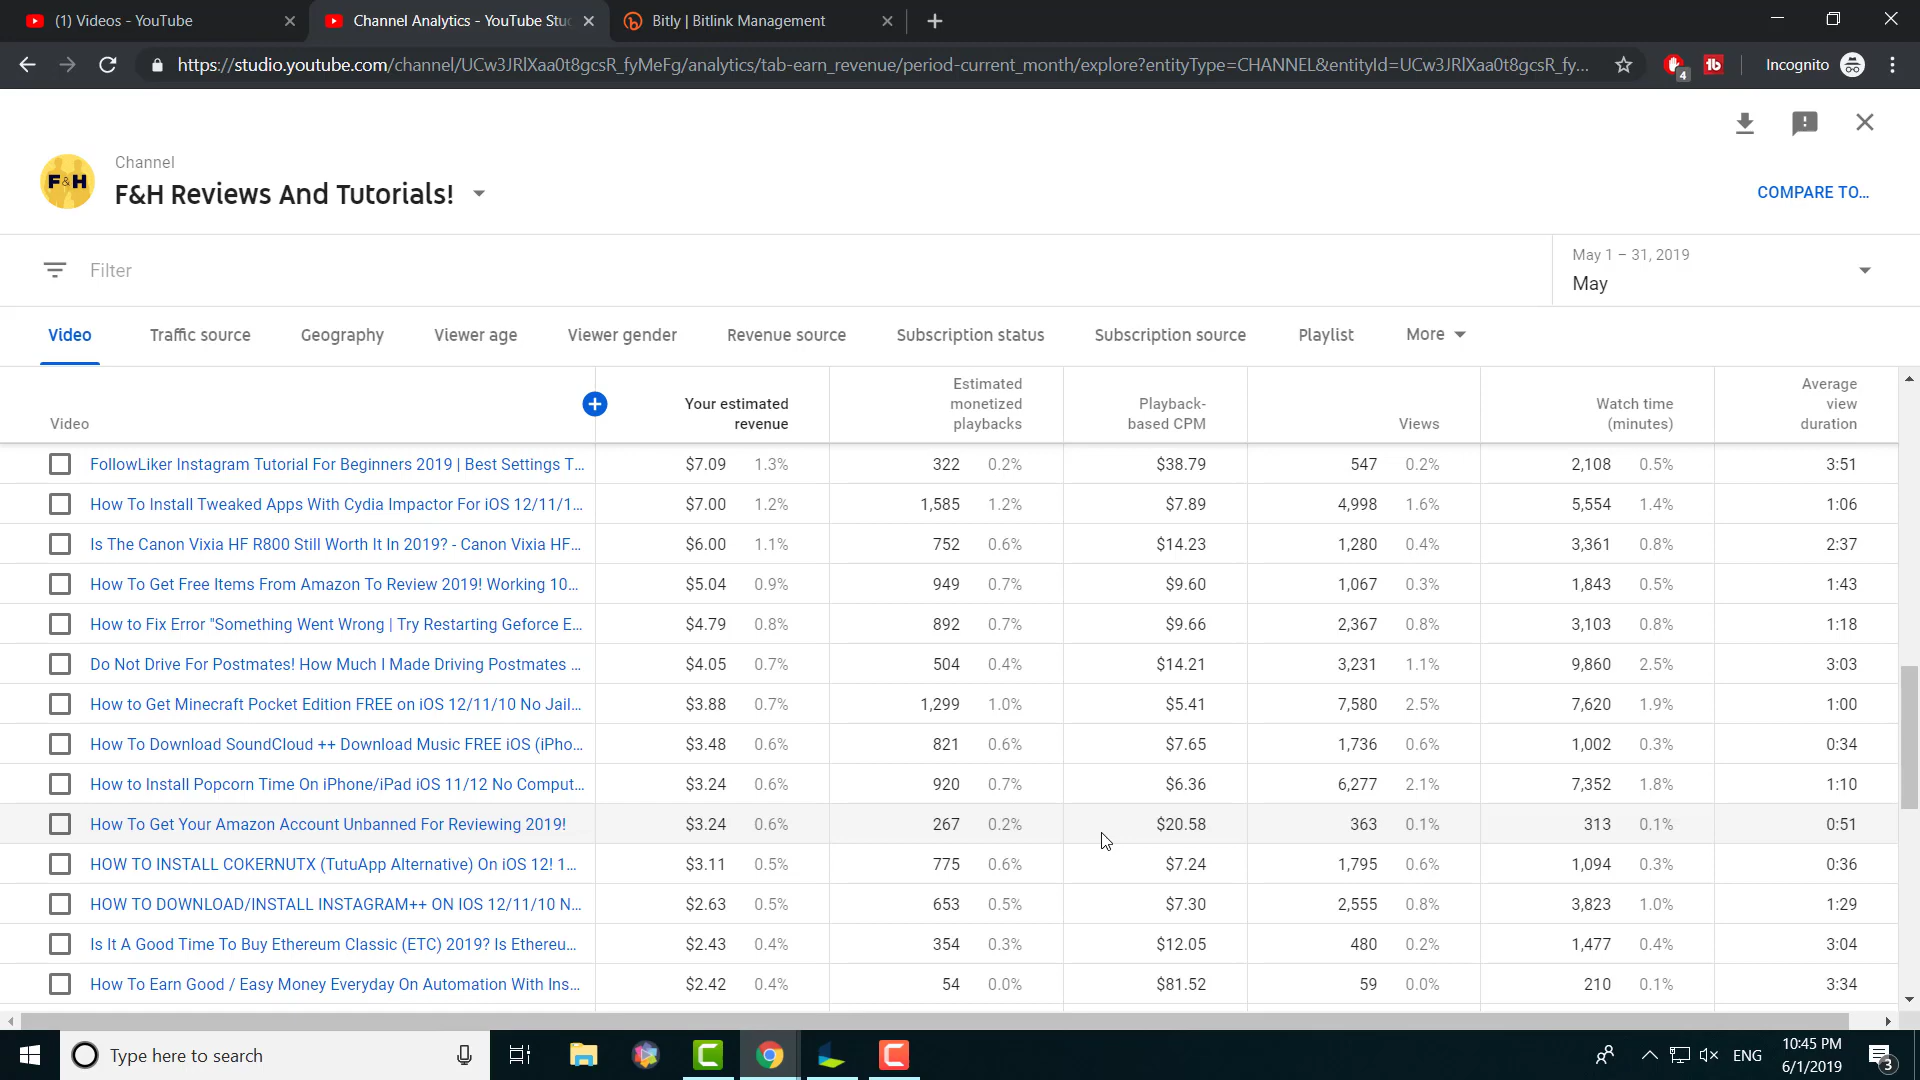 (1) Videos - YouTube
Channel Analytics - YouTube Stu
Bitly | Bitlink Management
https://studio.youtube.com/channel/UCw3JRlXaa0t8gcsR_fyMeFg/analytics/tab-earn_revenue/period-current_month/explore?entityType=CHANNEL&entityId=UCw3JRlXaa0t8gcsR_fy...
4
Incognito
Channel
F&H
F&H Reviews And Tutorials!
COMPARE TO...
Filter
May 1 – 31, 2019
May
Video Traffic source Geography Viewer age Viewer gender Revenue source Subscription status Subscription source Playlist More
Video
Your estimated revenue
Estimated monetized playbacks
Playback-based CPM
Views
Watch time (minutes)
Average view duration
FollowLiker Instagram Tutorial For Beginners 2019 | Best Settings T... $7.09 1.3% 322 0.2% $38.79 547 0.2% 2,108 0.5% 3:51
How To Install Tweaked Apps With Cydia Impactor For iOS 12/11/1... $7.00 1.2% 1,585 1.2% $7.89 4,998 1.6% 5,554 1.4% 1:06
Is The Canon Vixia HF R800 Still Worth It In 2019? - Canon Vixia HF... $6.00 1.1% 752 0.6% $14.23 1,280 0.4% 3,361 0.8% 2:37
How To Get Free Items From Amazon To Review 2019! Working 10... $5.04 0.9% 949 0.7% $9.60 1,067 0.3% 1,843 0.5% 1:43
How to Fix Error "Something Went Wrong | Try Restarting Geforce E... $4.79 0.8% 892 0.7% $9.66 2,367 0.8% 3,103 0.8% 1:18
Do Not Drive For Postmates! How Much I Made Driving Postmates ... $4.05 0.7% 504 0.4% $14.21 3,231 1.1% 9,860 2.5% 3:03
How to Get Minecraft Pocket Edition FREE on iOS 12/11/10 No Jail... $3.88 0.7% 1,299 1.0% $5.41 7,580 2.5% 7,620 1.9% 1:00
How To Download SoundCloud ++ Download Music FREE iOS (iPho... $3.48 0.6% 821 0.6% $7.65 1,736 0.6% 1,002 0.3% 0:34
How to Install Popcorn Time On iPhone/iPad iOS 11/12 No Comput... $3.24 0.6% 920 0.7% $6.36 6,277 2.1% 7,352 1.8% 1:10
How To Get Your Amazon Account Unbanned For Reviewing 2019! $3.24 0.6% 267 0.2% $20.58 363 0.1% 313 0.1% 0:51
HOW TO INSTALL COKERNUTX (TutuApp Alternative) On iOS 12! 1... $3.11 0.5% 775 0.6% $7.24 1,795 0.6% 1,094 0.3% 0:36
HOW TO DOWNLOAD/INSTALL INSTAGRAM++ ON IOS 12/11/10 N... $2.63 0.5% 653 0.5% $7.30 2,555 0.8% 3,823 1.0% 1:29
Is It A Good Time To Buy Ethereum Classic (ETC) 2019? Is Ethereu... $2.43 0.4% 354 0.3% $12.05 480 0.2% 1,477 0.4% 3:04
How To Earn Good / Easy Money Everyday On Automation With Ins... $2.42 0.4% 54 0.0% $81.52 59 0.0% 210 0.1% 3:34
Type here to search
ENG
10:45 PM
6/1/2019
3